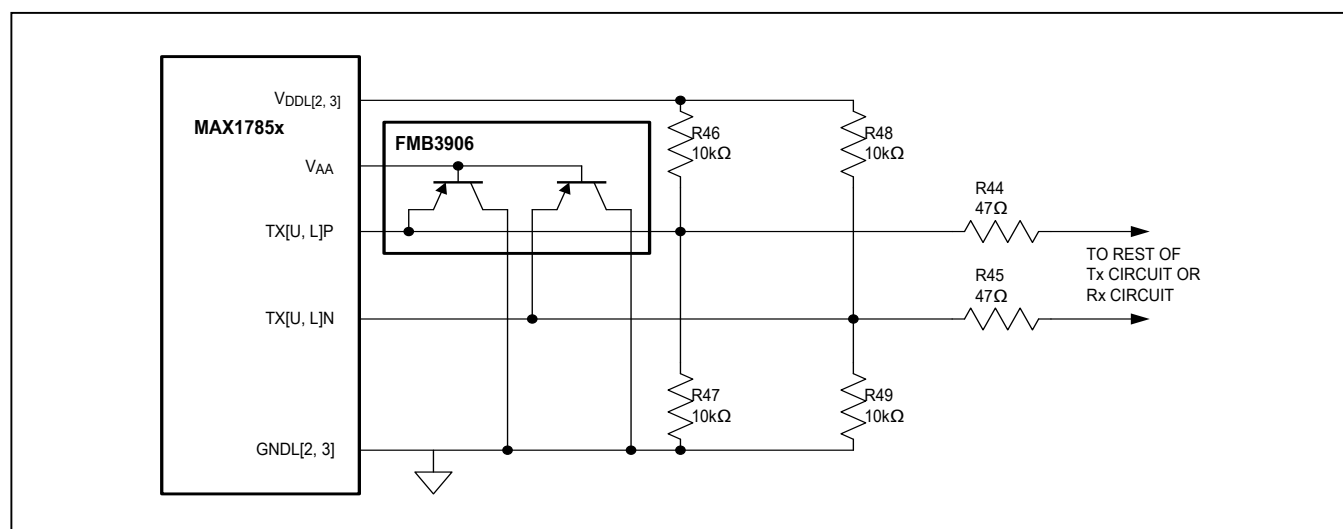 MAX1785x
VDDL[2, 3]
VAA
TX[U, L]P
TX[U, L]N
GNDL[2, 3]
FMB3906
R46
10kΩ
R48
10kΩ
R44
47Ω
R45
47Ω
TO REST OF
Tx CIRCUIT OR
Rx CIRCUIT
R47
10kΩ
R49
10kΩ